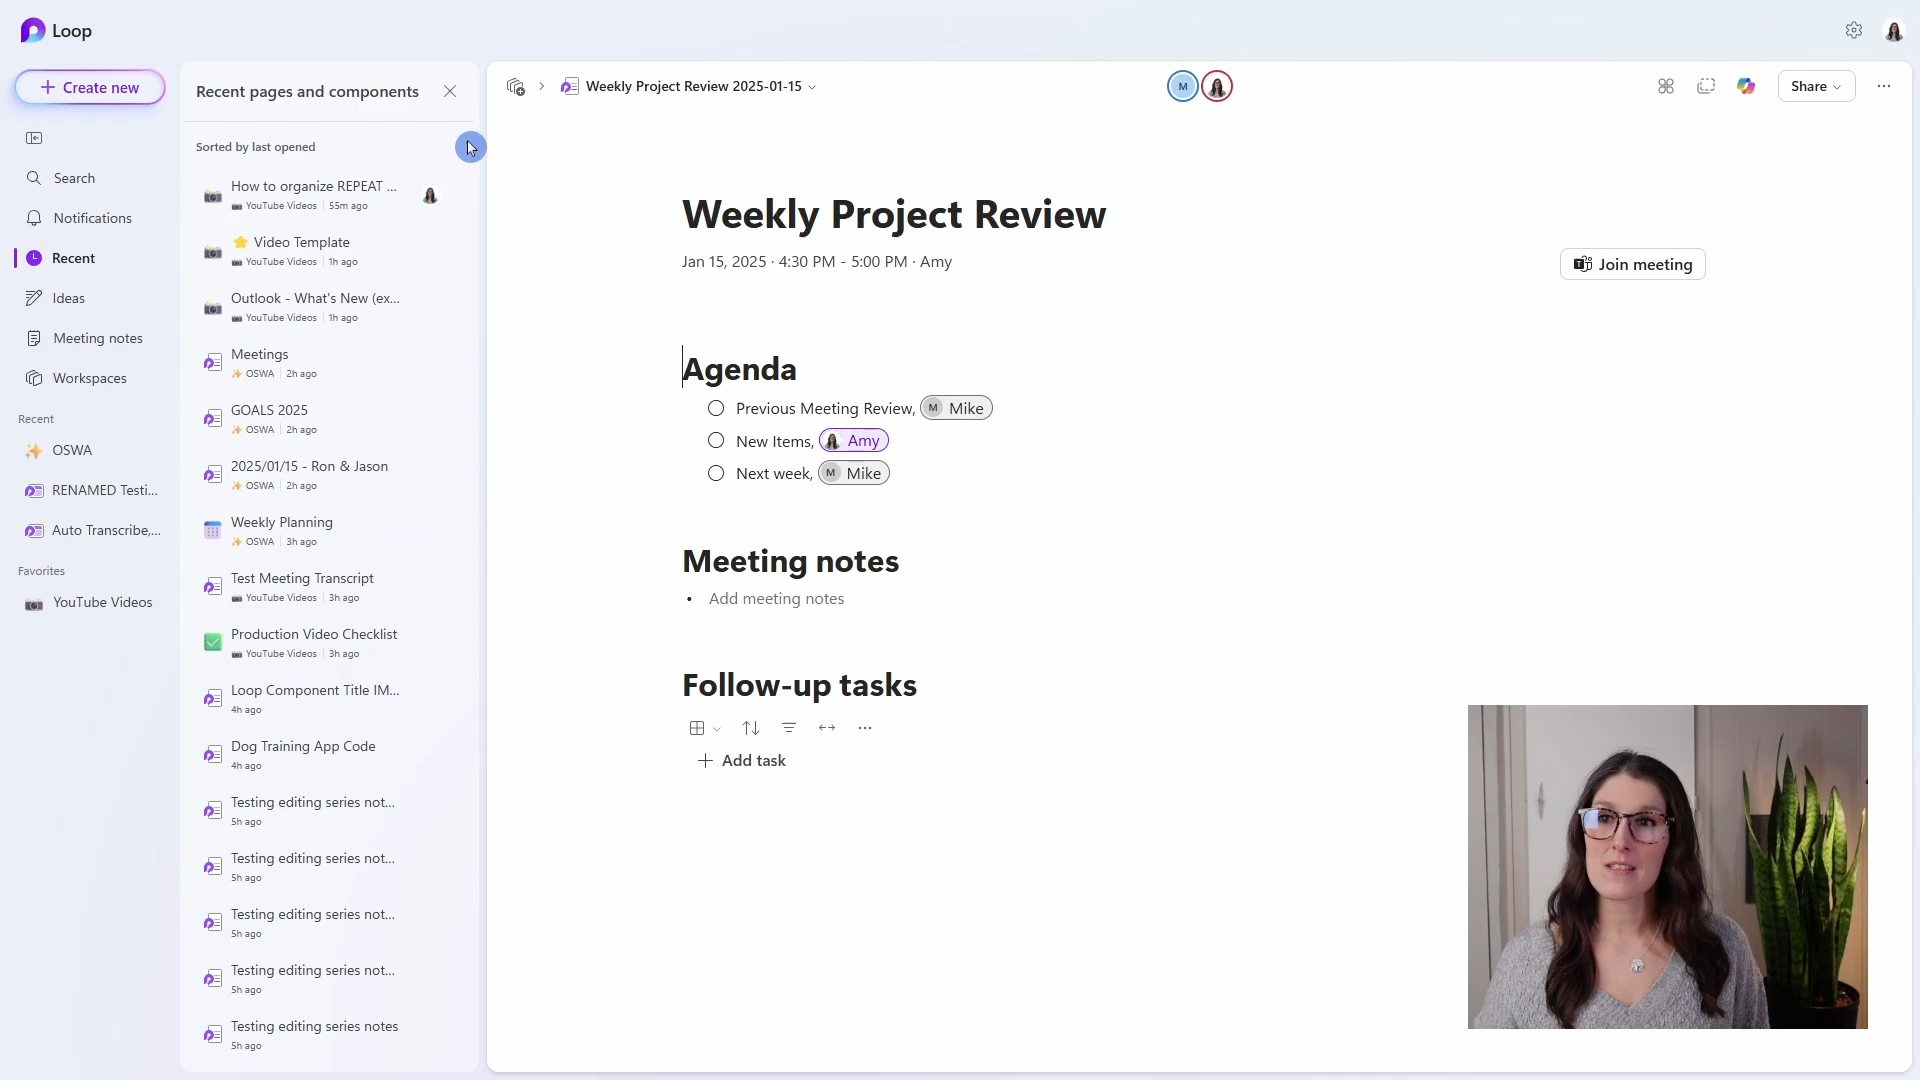 Loop
Create new
Search
Notifications
Recent
Ideas
Meeting notes
Workspaces
Recent
OSWA
RENAMED Testi...
Auto Transcribe,...
Favorites
YouTube Videos
Recent pages and components
Sorted by last opened
How to organize REPEAT ...
YouTube Videos | 55m ago
Video Template
YouTube Videos | 1h ago
Outlook - What's New (ex...
YouTube Videos | 1h ago
Meetings
OSWA | 2h ago
GOALS 2025
OSWA | 2h ago
2025/01/15 - Ron & Jason
OSWA | 2h ago
Weekly Planning
OSWA | 3h ago
Test Meeting Transcript
YouTube Videos | 3h ago
Production Video Checklist
YouTube Videos | 3h ago
Loop Component Title IM...
4h ago
Dog Training App Code
4h ago
Testing editing series not...
5h ago
Testing editing series not...
5h ago
Testing editing series not...
5h ago
Testing editing series not...
5h ago
Testing editing series notes
5h ago
Weekly Project Review 2025-01-15
M
Share
Weekly Project Review
Jan 15, 2025 · 4:30 PM - 5:00 PM · Amy
Join meeting
Agenda
Previous Meeting Review, M Mike
New Items, Amy
Next week, M Mike
Meeting notes
• Add meeting notes
Follow-up tasks
Add task